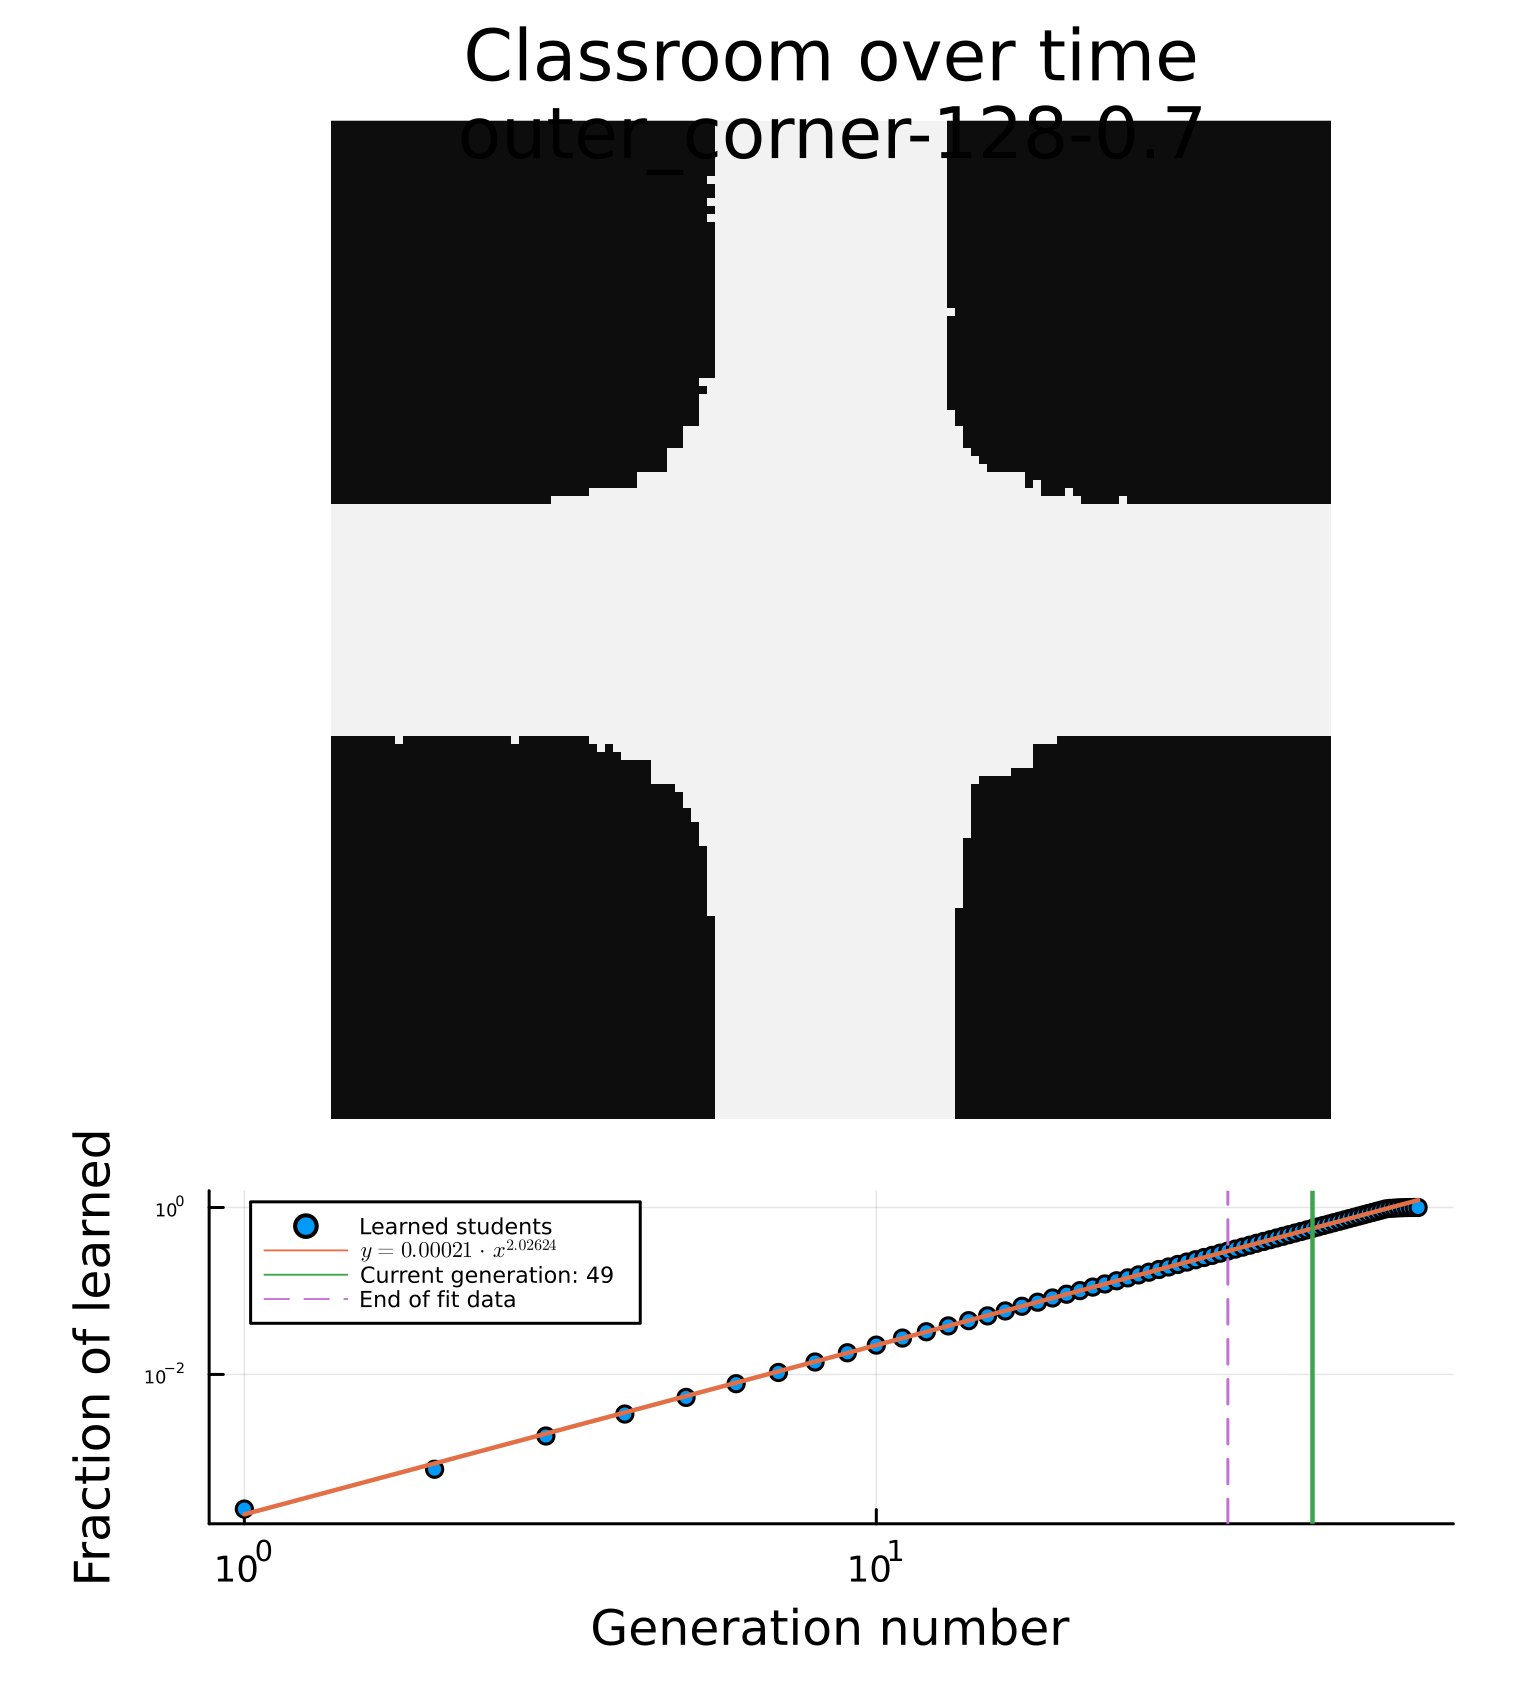 Classroom over time
outer_corner-128-0.7
Fraction of learned
10^0
10^-2
Learned students
y = 0.00021 · x^2.02624
Current generation: 49
End of fit data
10^0
10^1
Generation number